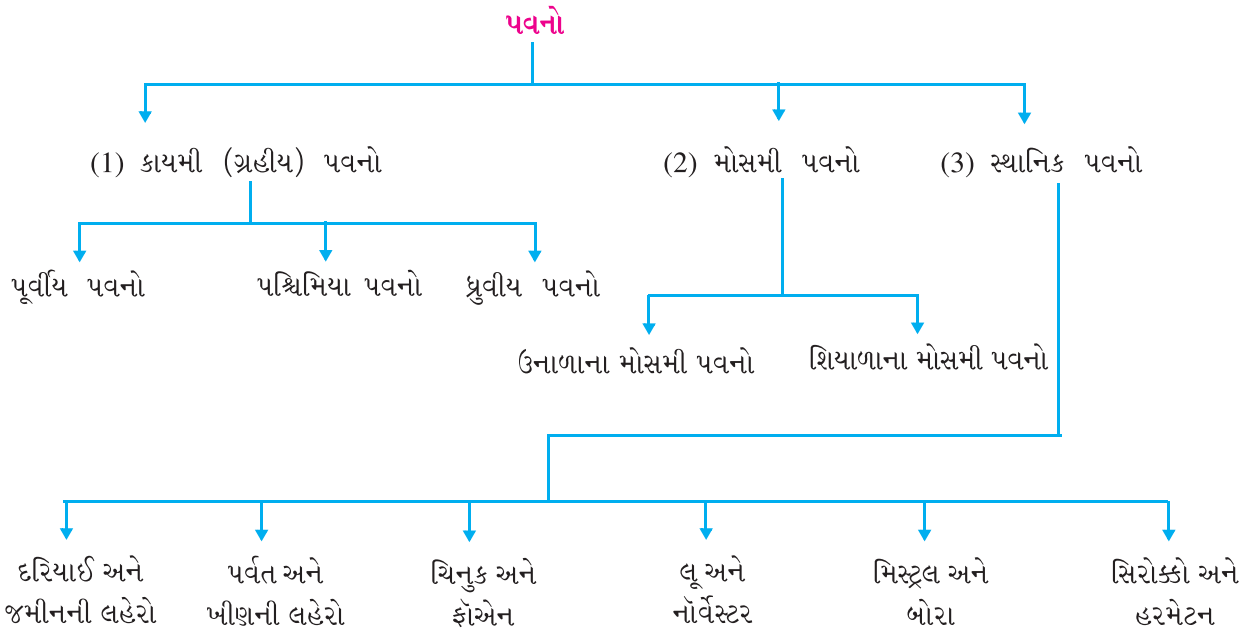 પવનો
(1) કાયમી (ગ્રહીય) પવનો
(2) મોસમી પવનો
(3) સ્થાનિક પવનો
પૂર્વીય પવનો
પશ્ચિમિયા પવનો
ધ્રુવીય પવનો
ઉનાળાના મોસમી પવનો
શિયાળાના મોસમી પવનો
દરિયાઈ અને
જમીનની લહેરો
પર્વત અને
ખીણની લહેરો
ચિનુક અને
ફૉએન
લૂ અને
નૉર્વેસ્ટર
મિસ્ટ્રલ અને
બોરા
સિરોક્કો અને
હરમેટન